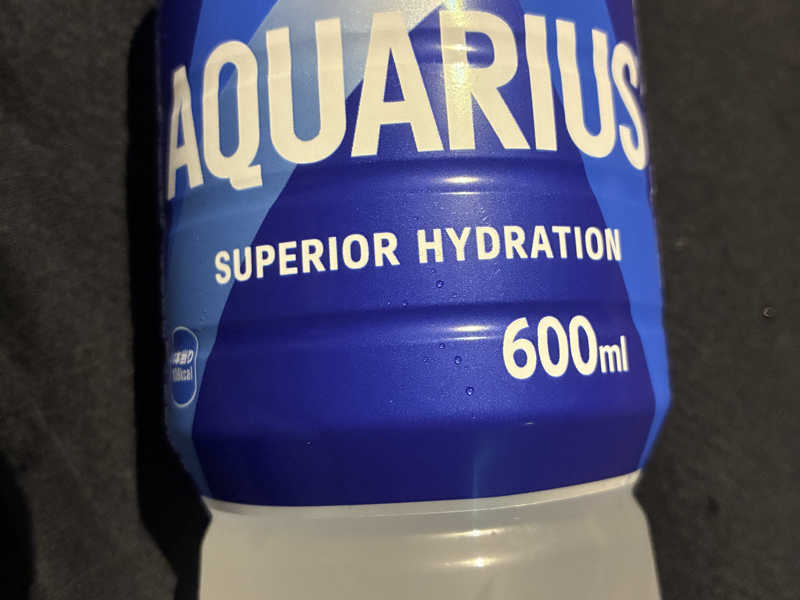 AQUARIUS
SUPERIOR HYDRATION
600ml